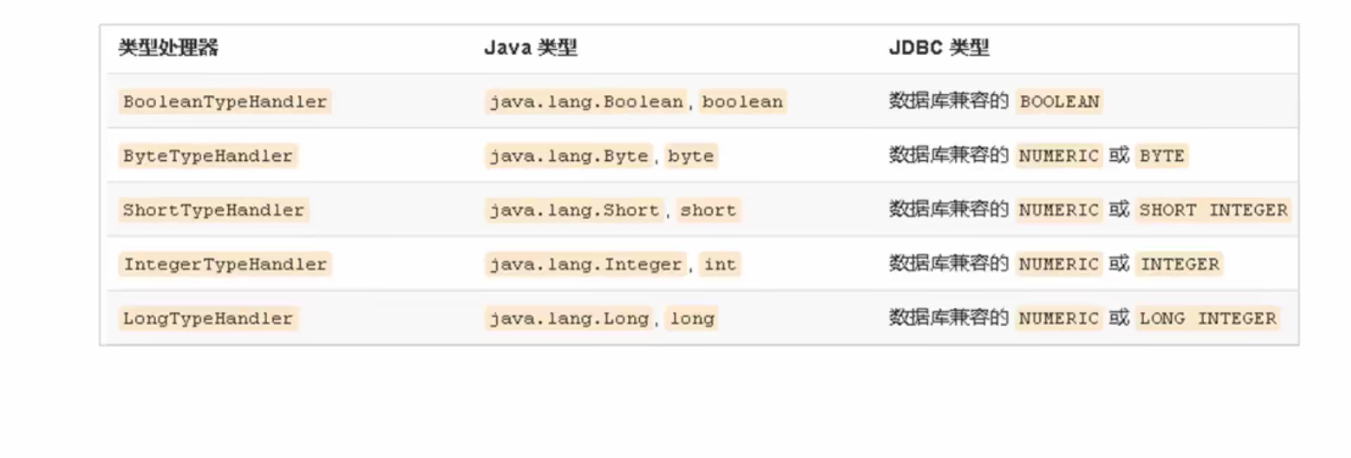 类型处理器 Java 类型 JDBC 类型
BooleanTypeHandler java.lang.Boolean, boolean 数据库兼容的 BOOLEAN
ByteTypeHandler java.lang.Byte, byte 数据库兼容的 NUMERIC 或 BYTE
ShortTypeHandler java.lang.Short, short 数据库兼容的 NUMERIC 或 SHORT INTEGER
IntegerTypeHandler java.lang.Integer, int 数据库兼容的 NUMERIC 或 INTEGER
LongTypeHandler java.lang.Long, long 数据库兼容的 NUMERIC 或 LONG INTEGER